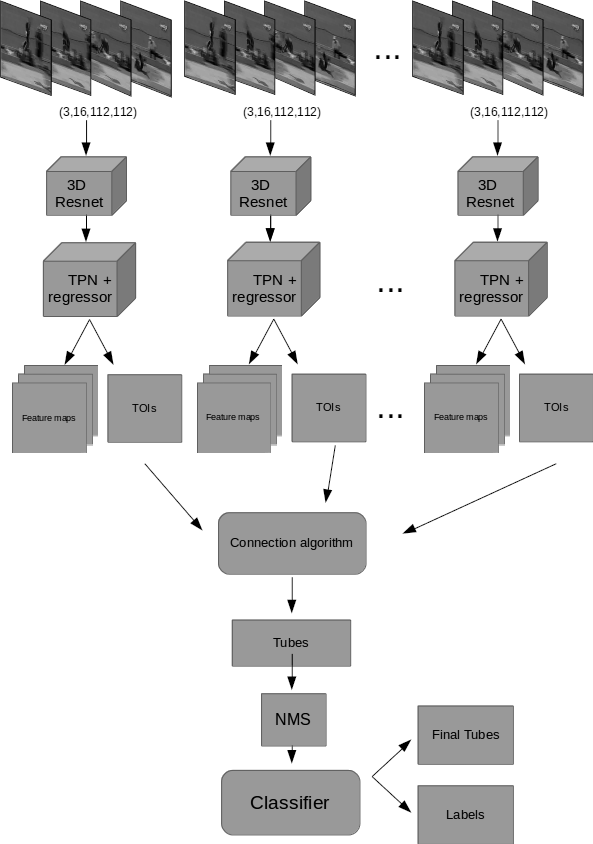 ...
(3,16,112,112) (3,16,112,112) (3,16,112,112)
3D
Resnet
3D
Resnet
3D
Resnet
TPN +
regressor
TPN +
regressor
...
TPN +
regressor
Feature maps
TOIs
Feature maps
TOIs
...
Feature maps
TOIs
Connection algorithm
Tubes
NMS
Classifier
Final Tubes
Labels